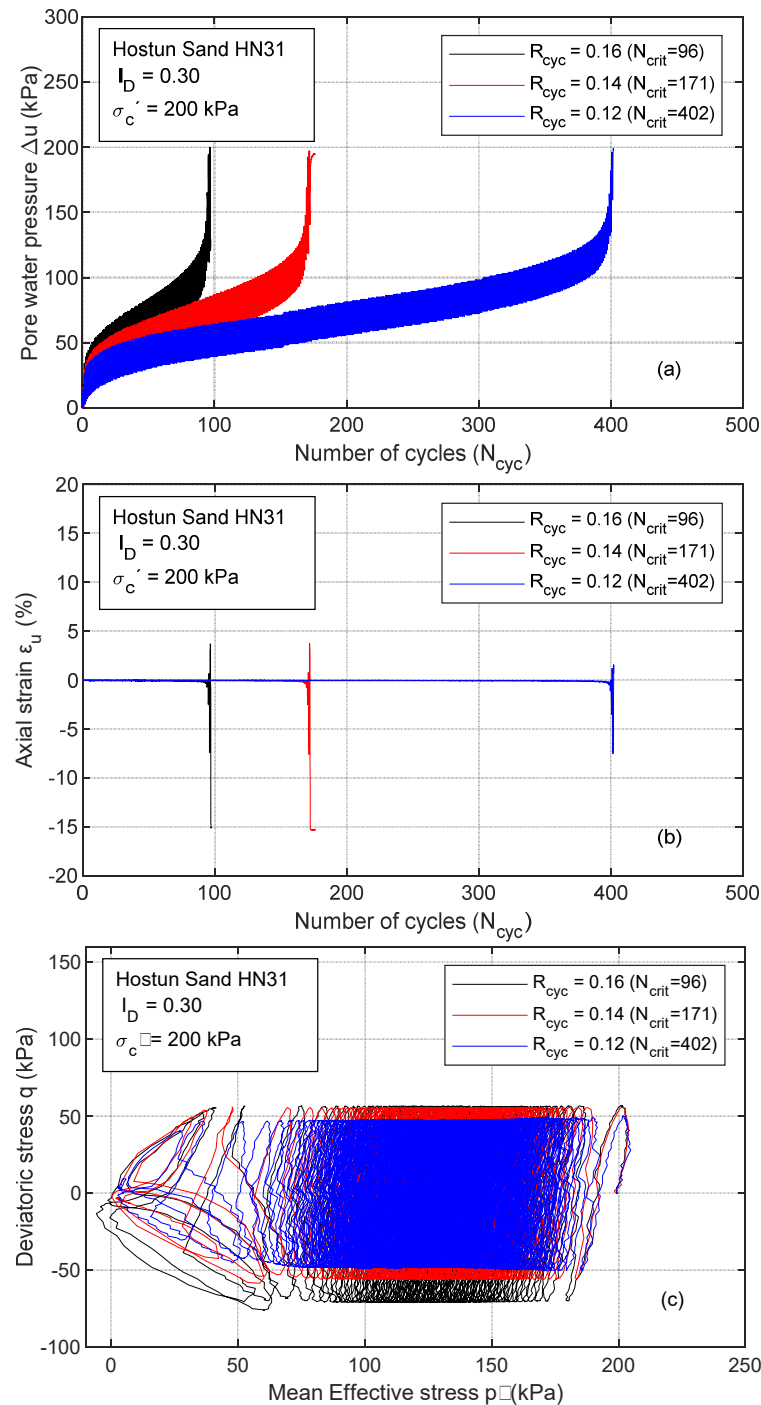 300
250
200
150
100
50
0
Pore water pressure Δu (kPa)
Hostun Sand HN31
I_D = 0.30
σ_c´ = 200 kPa
R_cyc = 0.16 (N_crit=96)
R_cyc = 0.14 (N_crit=171)
R_cyc = 0.12 (N_crit=402)
(a)
0 100 200 300 400 500
Number of cycles (N_cyc)
20
15
10
5
0
-5
-10
-15
-20
Axial strain ε_u (%)
Hostun Sand HN31
I_D = 0.30
σ_c´ = 200 kPa
R_cyc = 0.16 (N_crit=96)
R_cyc = 0.14 (N_crit=171)
R_cyc = 0.12 (N_crit=402)
(b)
0 100 200 300 400 500
Number of cycles (N_cyc)
150
100
50
0
-50
-100
Deviatoric stress q (kPa)
Hostun Sand HN31
I_D = 0.30
σ_c□= 200 kPa
R_cyc = 0.16 (N_crit=96)
R_cyc = 0.14 (N_crit=171)
R_cyc = 0.12 (N_crit=402)
(c)
0 50 100 150 200 250
Mean Effective stress p□(kPa)